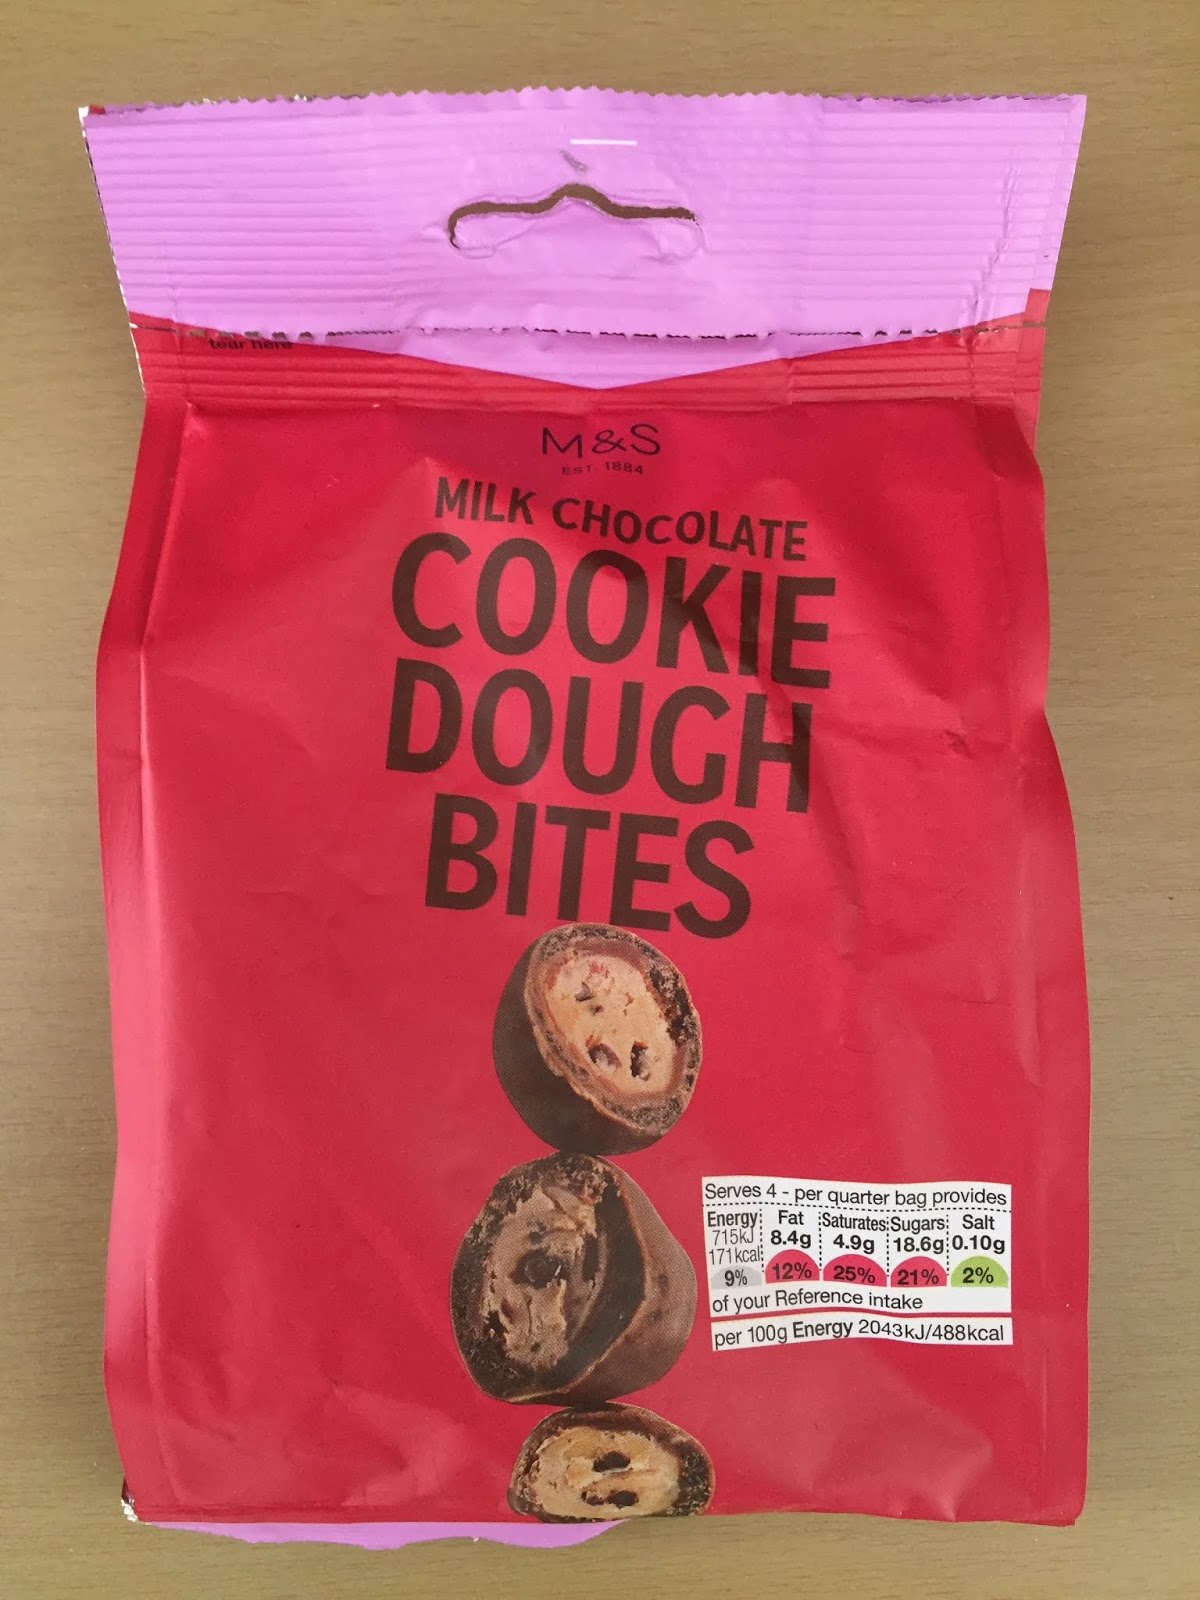 tear here
M&S
EST. 1884
MILK CHOCOLATE
COOKIE
DOUGH
BITES
Serves 4 - per quarter bag provides
Energy Fat Saturates Sugars Salt
715kJ 8.4g 4.9g 18.6g 0.10g
171kcal
9% 12% 25% 21% 2%
of your Reference intake
per 100g Energy 2043kJ/488kcal